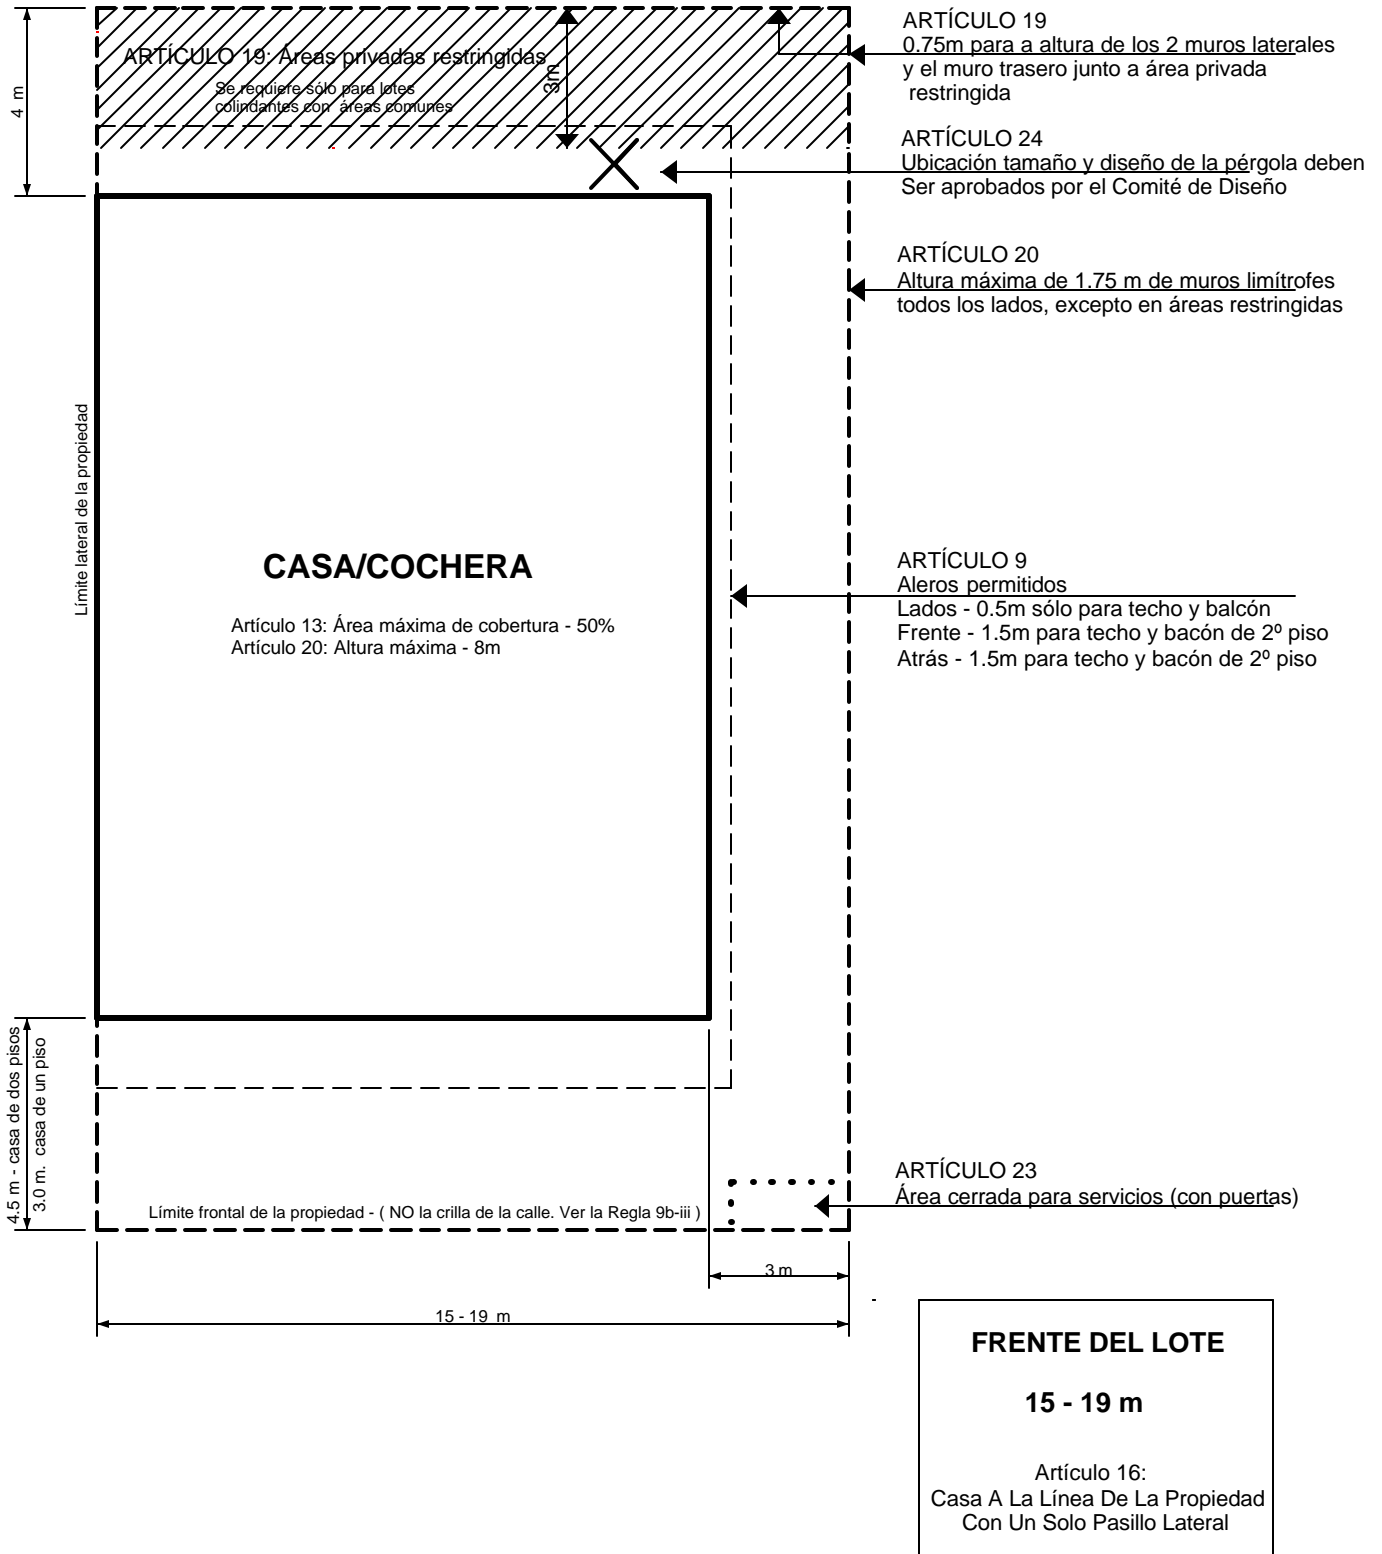 ARTÍCULO 19: Áreas privadas restringidas
Se requiere sólo para lotes
colindantes con áreas comunes
3m
4 m
ARTÍCULO 19
0.75m para a altura de los 2 muros laterales
y el muro trasero junto a área privada
restringida
ARTÍCULO 24
Ubicación tamaño y diseño de la pérgola deben
Ser aprobados por el Comité de Diseño
ARTÍCULO 20
Altura máxima de 1.75 m de muros limítrofes
todos los lados, excepto en áreas restringidas
Límite lateral de la propiedad
CASA/COCHERA
Artículo 13: Área máxima de cobertura - 50%
Artículo 20: Altura máxima - 8m
ARTÍCULO 9
Aleros permitidos
Lados - 0.5m sólo para techo y balcón
Frente - 1.5m para techo y bacón de 2º piso
Atrás - 1.5m para techo y bacón de 2º piso
4.5 m - casa de dos pisos
3.0 m. casa de un piso
ARTÍCULO 23
Área cerrada para servicios (con puertas)
Límite frontal de la propiedad - ( NO la crilla de la calle. Ver la Regla 9b-iii )
3 m
15 - 19 m
FRENTE DEL LOTE
15 - 19 m
Artículo 16:
Casa A La Línea De La Propiedad
Con Un Solo Pasillo Lateral